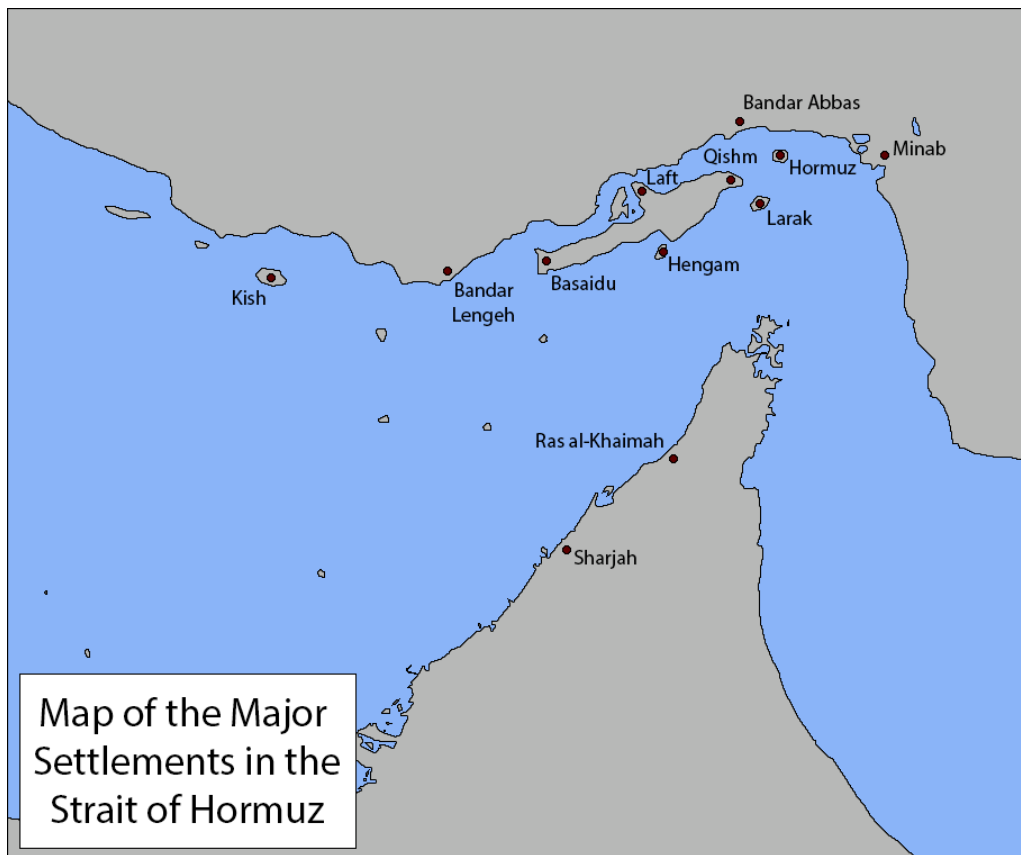 Bandar Abbas
Minab
Qishm
Hormuz
Laft
Larak
Hengam
Basaidu
Kish
Bandar
Lengeh
Ras al-Khaimah
Sharjah
Map of the Major
Settlements in the
Strait of Hormuz